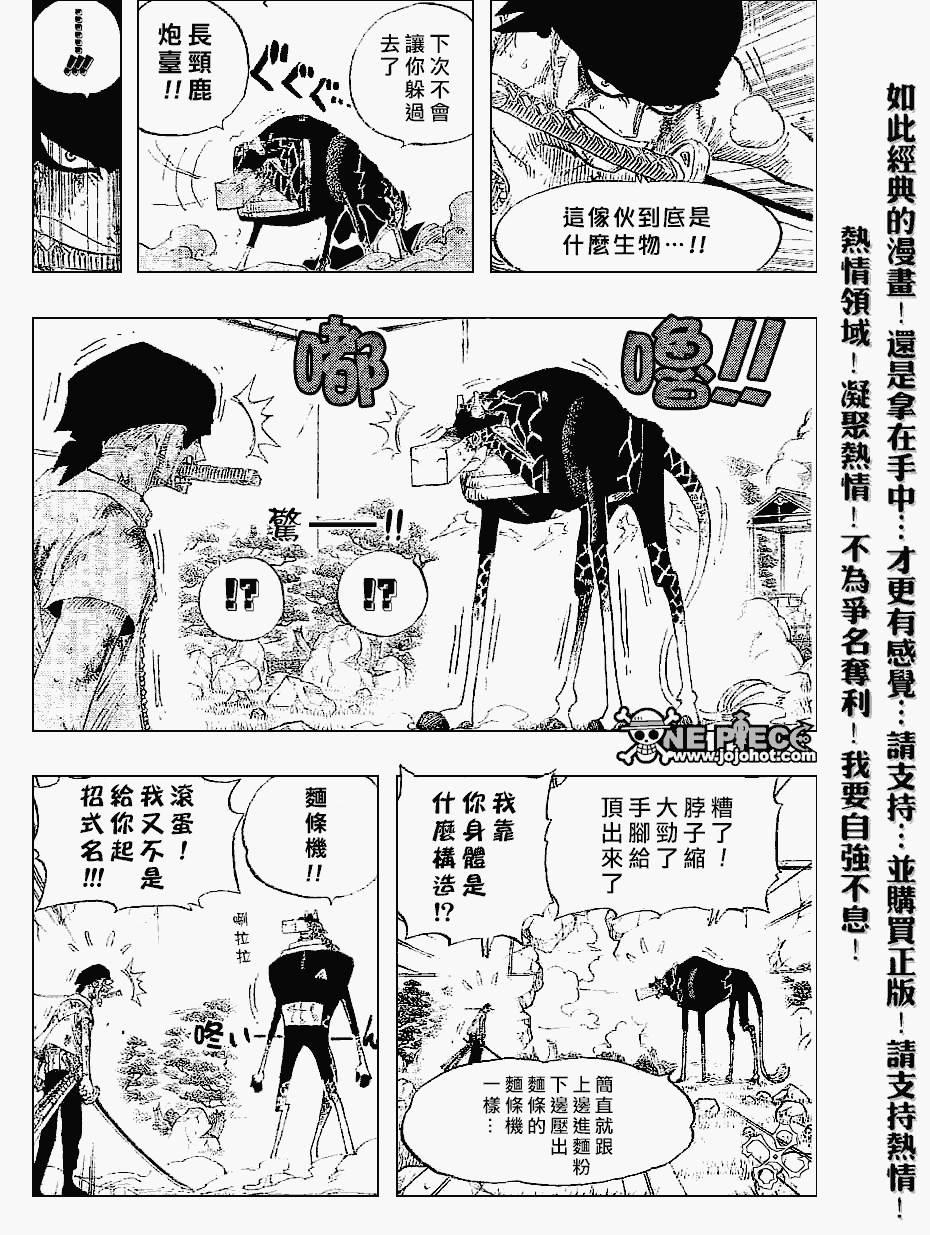 這傢伙到底是
什麼生物…!!
下次不會
讓你躲過
去了
長頸鹿
炮臺!!
……!!!
嚕!!
嘟
驚——!!
!?
!?
糟了！
脖子縮
大勁了
手腳給
頂出來了
我靠
你身體是
什麼構造!?
簡直就跟
上邊進麵粉
下邊壓出
麵條的
麵條機
一樣…
麵條機!!
滾蛋！
我又不是
給你起
招式名!!!
ONE PIECE
www.jojohot.com
如此經典的漫畫！還是拿在手中…才更有感覺…請支持…並購買正版！請支持熱情！
熱情領域！凝聚熱情！不為爭名奪利！我要自強不息！